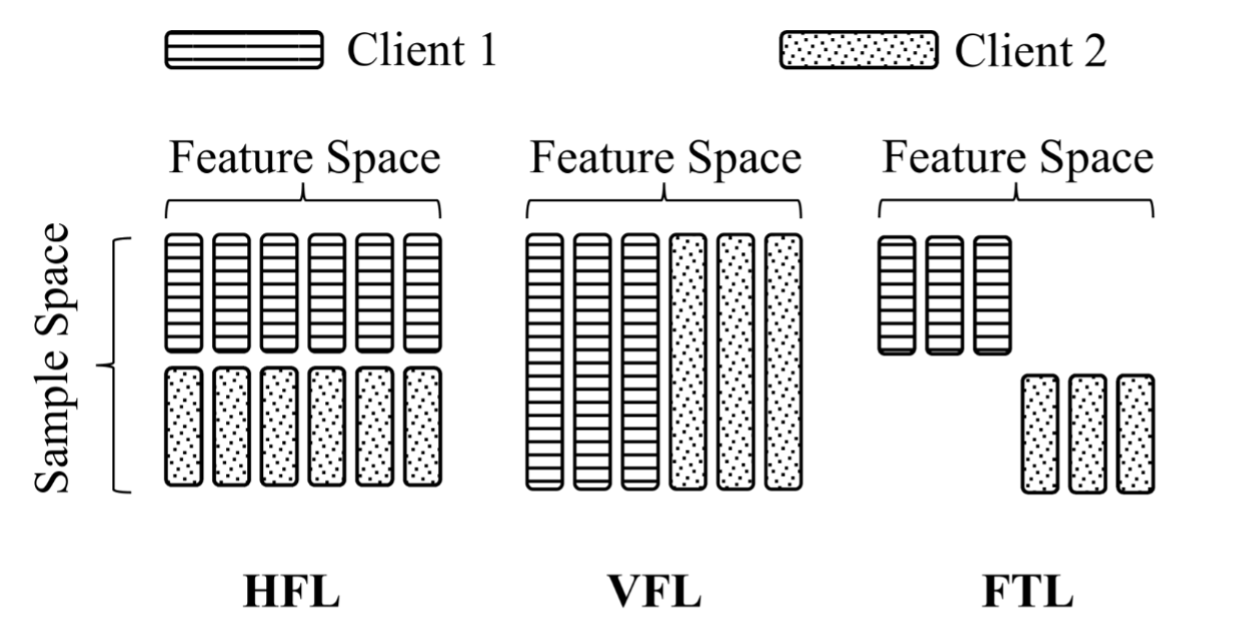 Client 1
Client 2
Feature Space
Feature Space
Feature Space
Sample Space
HFL
VFL
FTL